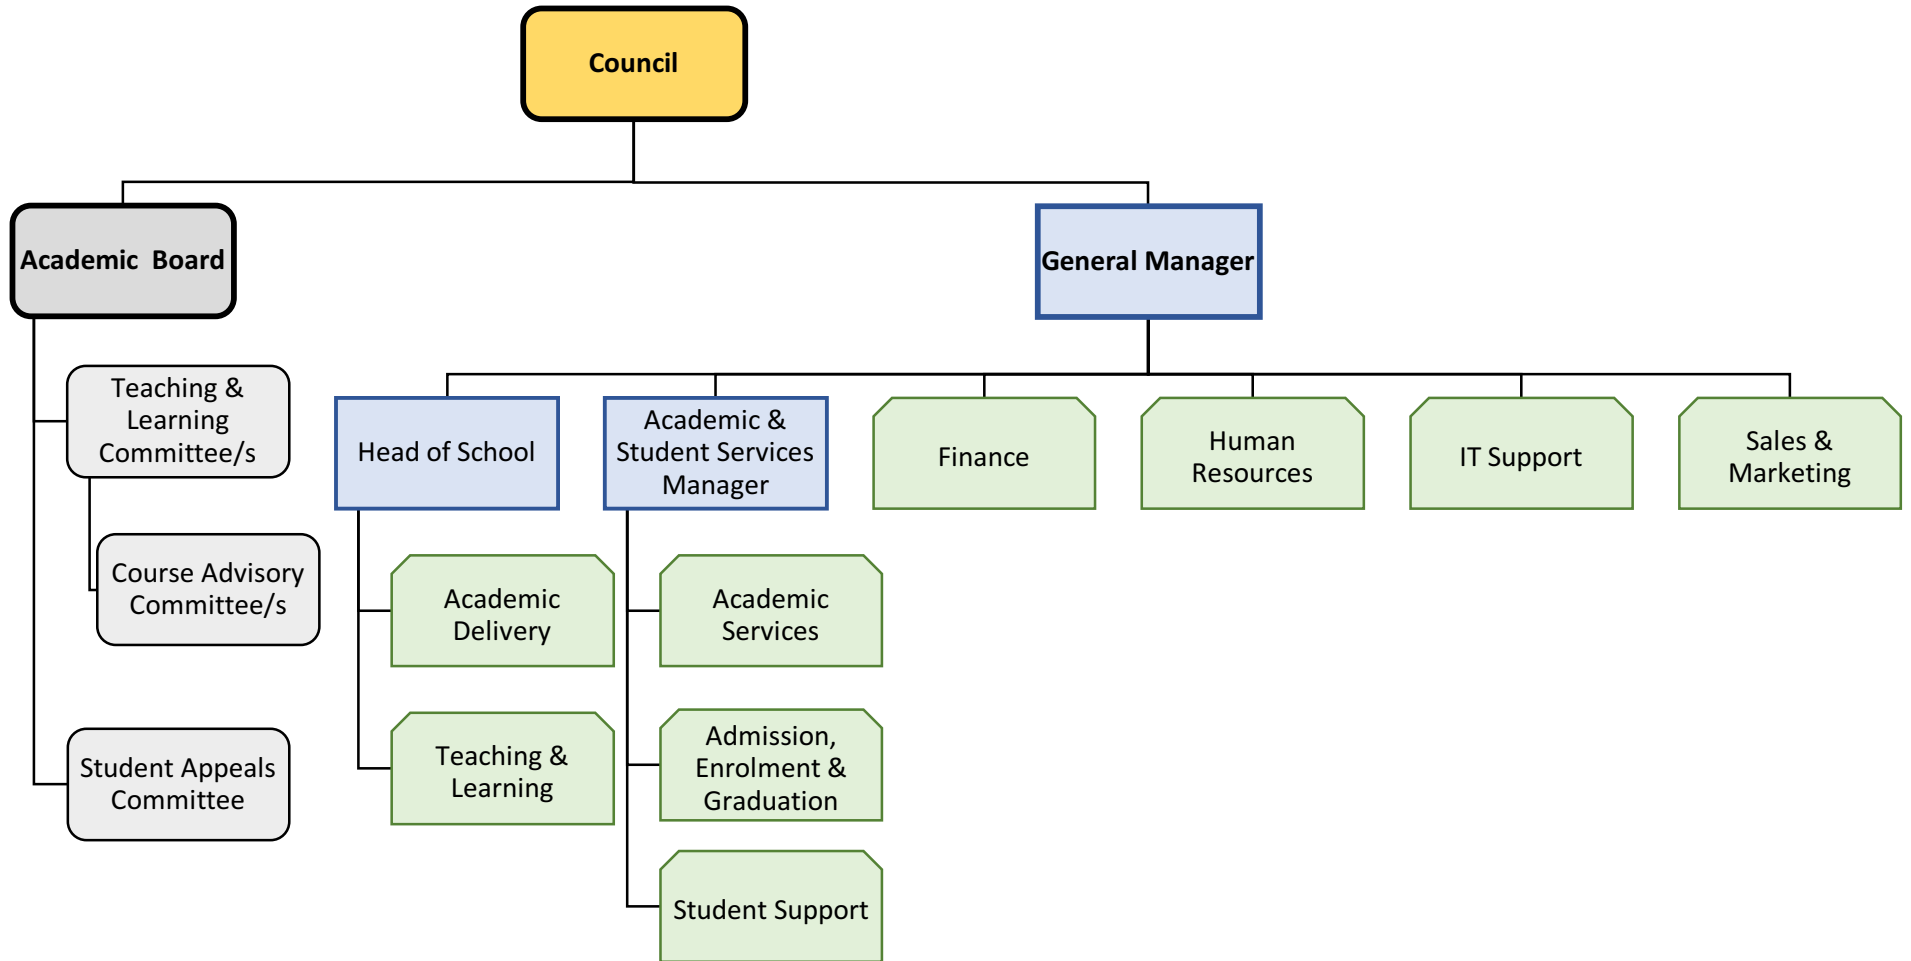 Council
Academic Board
General Manager
Teaching &
Learning
Committee/s
Head of School
Academic &
Student Services
Manager
Finance
Human
Resources
IT Support
Sales &
Marketing
Course Advisory
Committee/s
Academic
Delivery
Academic
Services
Student Appeals
Committee
Teaching &
Learning
Admission,
Enrolment &
Graduation
Student Support